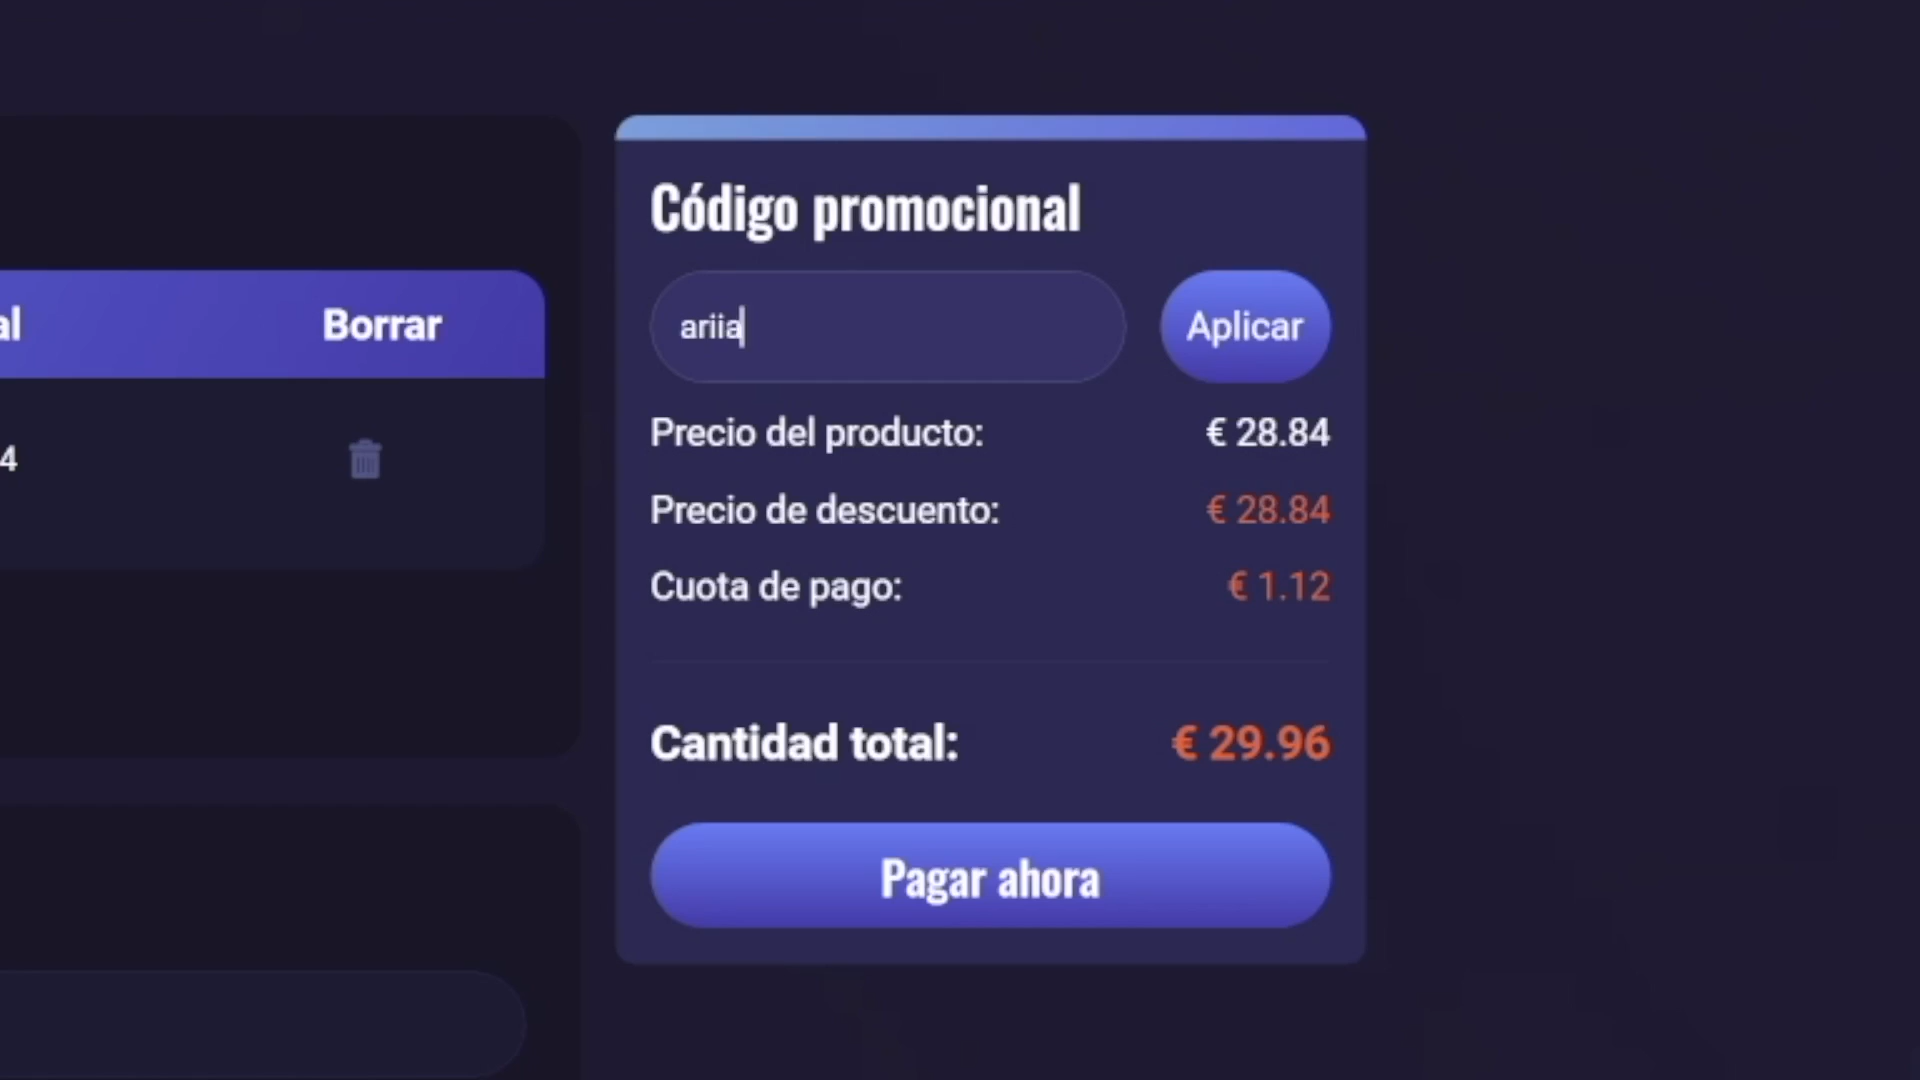 Código promocional
al
Borrar
ariia
Aplicar
4
Precio del producto: € 28.84
Precio de descuento: € 28.84
Cuota de pago: € 1.12
Cantidad total: € 29.96
Pagar ahora